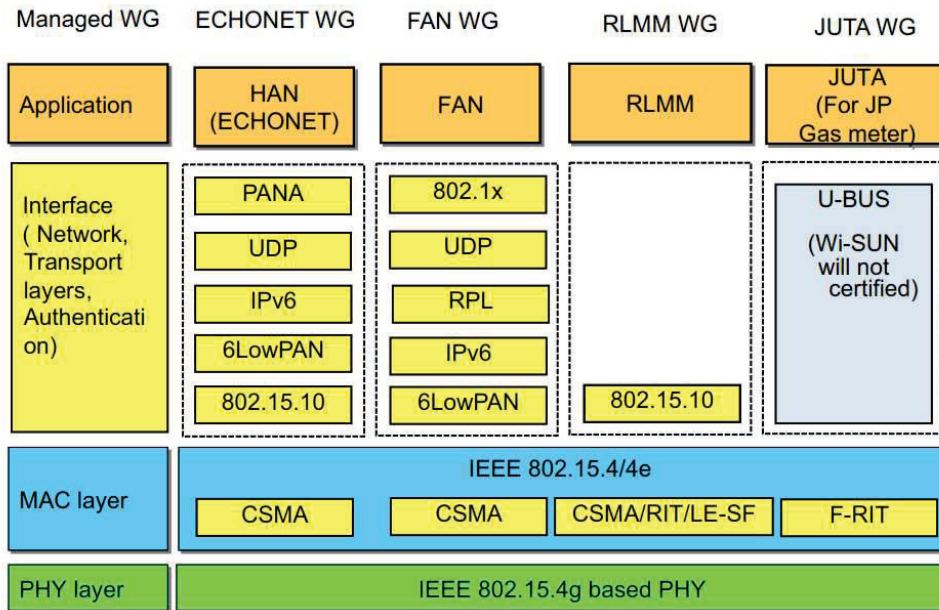 Managed WG
ECHONET WG
FAN WG
RLMM WG
JUTA WG
Application
HAN
(ECHONET)
FAN
RLMM
JUTA
(For JP
Gas meter)
Interface
( Network,
Transport
layers,
Authenticati
on)
PANA
UDP
IPv6
6LowPAN
802.15.10
802.1x
UDP
RPL
IPv6
6LowPAN
802.15.10
U-BUS
(Wi-SUN
will not
certified)
MAC layer
IEEE 802.15.4/4e
CSMA
CSMA
CSMA/RIT/LE-SF
F-RIT
PHY layer
IEEE 802.15.4g based PHY